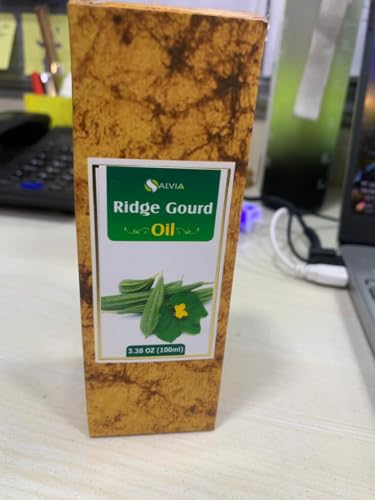 SALVIA
Ridge Gourd
Oil
3.38 OZ (100ml)